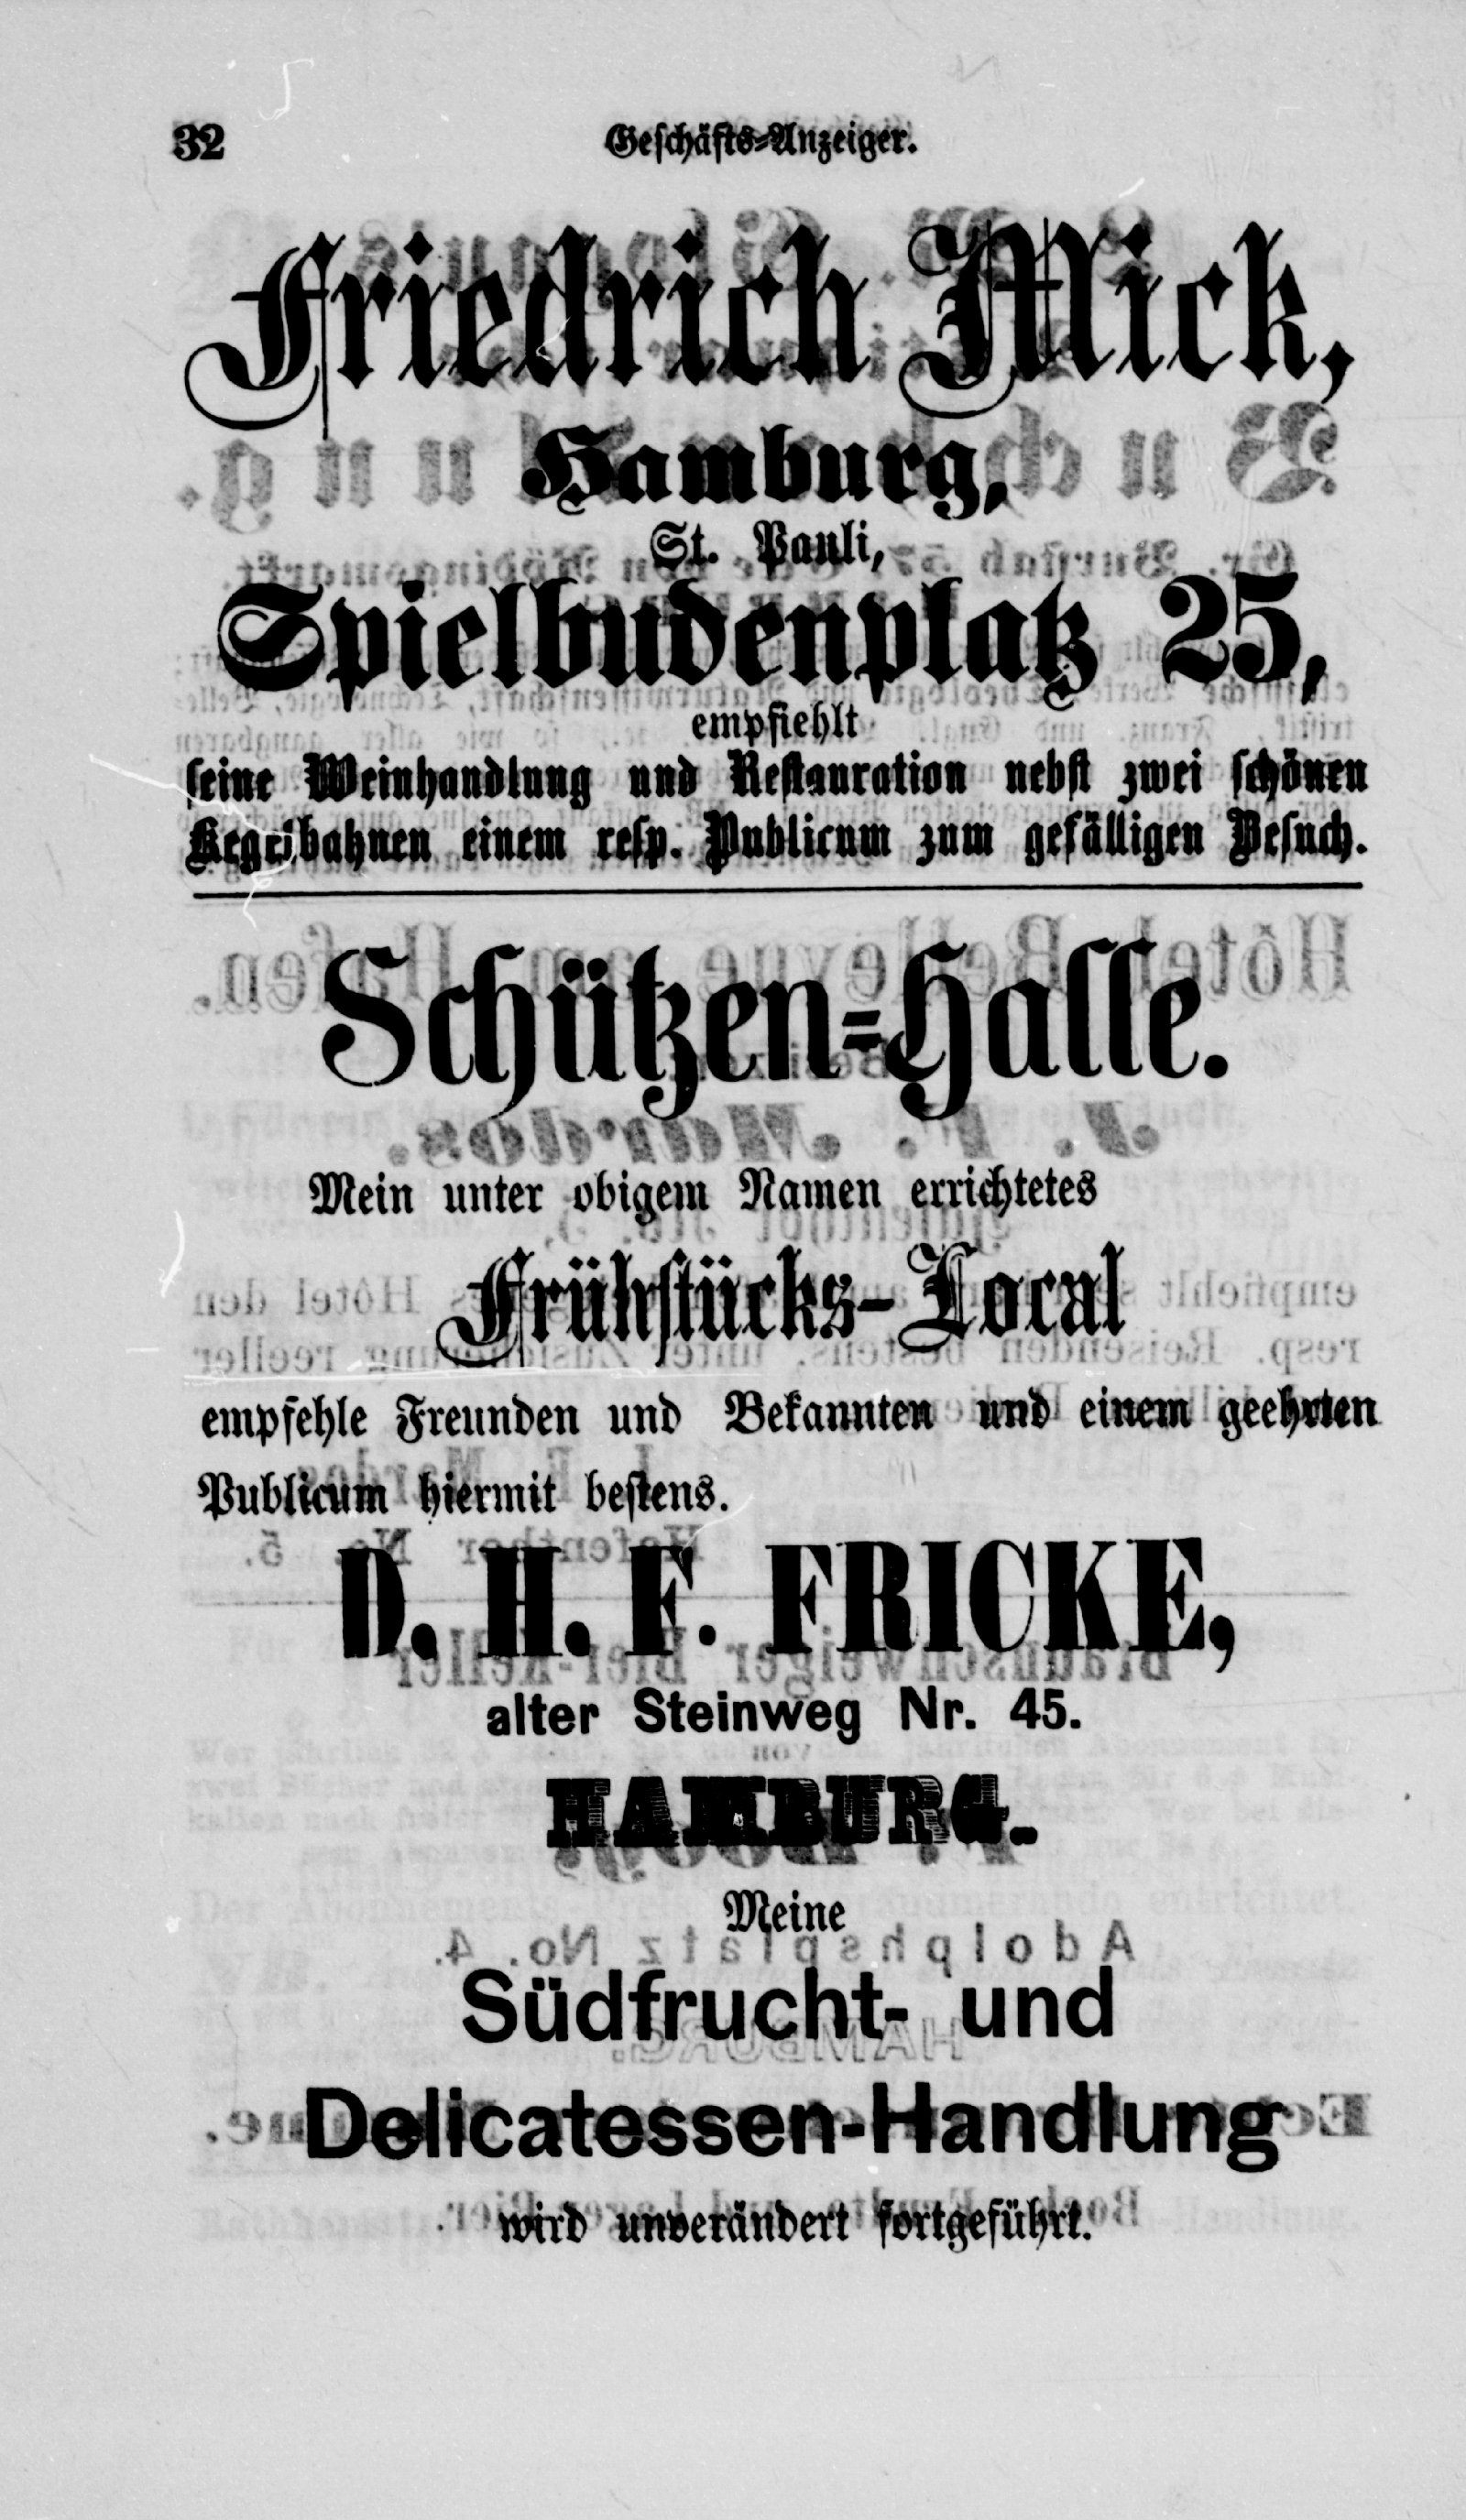 32
Geschäfts-Anzeiger.
Friedrich Mick,
Hamburg,
St. Pauli,
Spielbudenplatz 25,
empfiehlt
seine Weinhandlung und Restauration nebst zwei schönen
Kegelbahnen einem resp. Publicum zum gefälligen Besuch.
Schützen-Halle.
Mein unter obigem Namen errichtetes
Frühstücks-Local
empfehle Freunden und Bekannten und einem geehrten
Publicum hiermit bestens.
D. H. F. FRICKE,
alter Steinweg Nr. 45.
HAMBURG.
Meine
Südfrucht- und
Delicatessen-Handlung
wird unverändert fortgeführt.